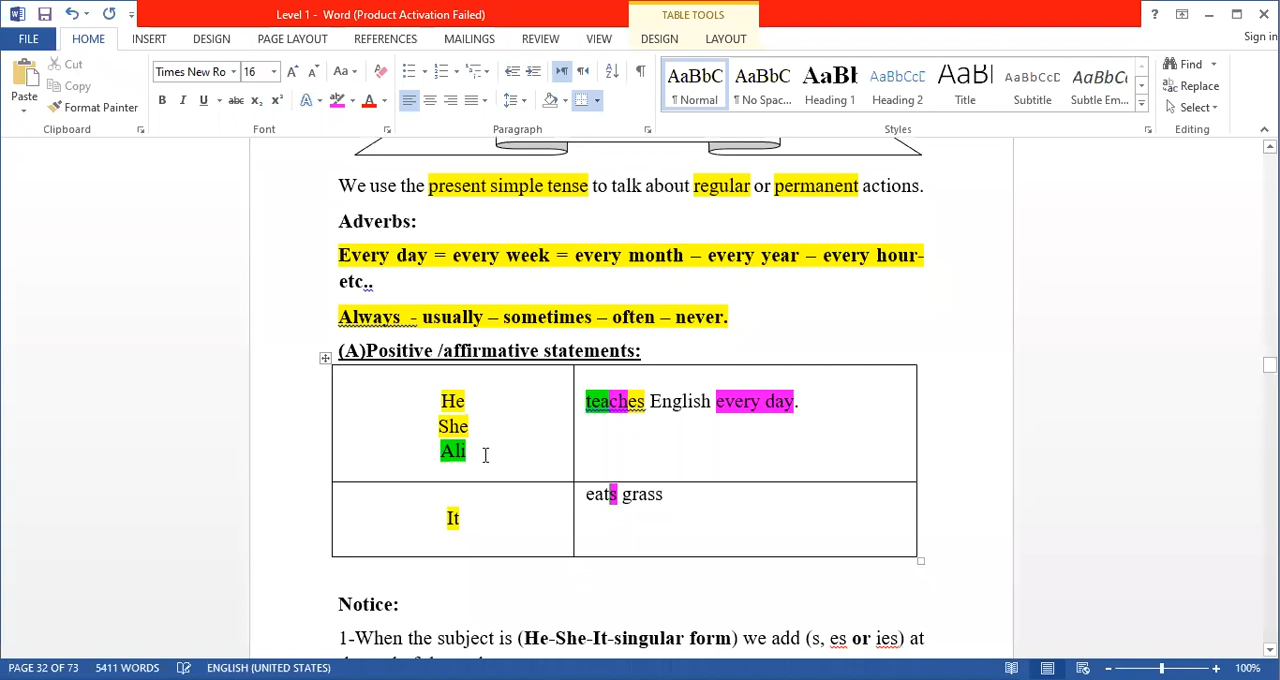 Level 1 - Word (Product Activation Failed)
TABLE TOOLS
FILE HOME INSERT DESIGN PAGE LAYOUT REFERENCES MAILINGS REVIEW VIEW DESIGN LAYOUT Sign in
Paste
Cut
Copy
Format Painter
Clipboard
Times New Ro 16
Font
Paragraph
AaBbC ¶ Normal
AaBbC ¶ No Spac...
AaBb Heading 1
AaBbCcD Heading 2
AaB Title
AaBbCcD Subtitle
AaBbCc Subtle Em...
Styles
Find
Replace
Select
Editing
We use the present simple tense to talk about regular or permanent actions.
Adverbs:
Every day = every week = every month – every year – every hour-
etc..
Always - usually – sometimes – often – never.
(A)Positive /affirmative statements:
He
She
Ali
teaches English every day.
It
eats grass
Notice:
1-When the subject is (He-She-It-singular form) we add (s, es or ies) at
PAGE 32 OF 73 5411 WORDS ENGLISH (UNITED STATES) 100%